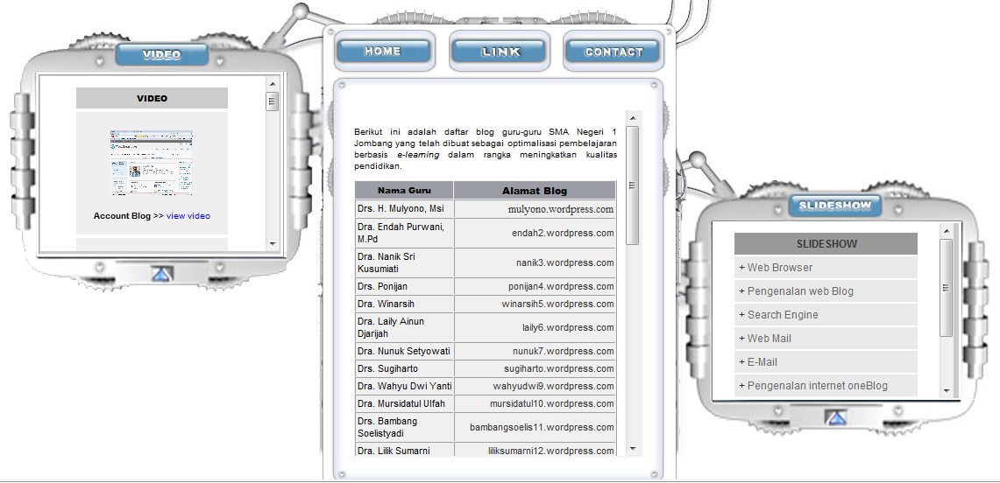 VIDEO
VIDEO
Account Blog >> view video
HOME
LINK
CONTACT
Berikut ini adalah daftar blog guru-guru SMA Negeri 1
Jombang yang telah dibuat sebagai optimalisasi pembelajaran
berbasis e-learning dalam rangka meningkatkan kualitas
pendidikan.
Nama Guru Alamat Blog
Drs. H. Mulyono, Msi mulyono.wordpress.com
Dra. Endah Purwani,
M.Pd endah2.wordpress.com
Dra. Nanik Sri
Kusumiati nanik3.wordpress.com
Drs. Ponijan ponijan4.wordpress.com
Dra. Winarsih winarsih5.wordpress.com
Dra. Laily Ainun
Djarijah laily6.wordpress.com
Dra. Nunuk Setyowati nunuk7.wordpress.com
Drs. Sugiharto sugiharto.wordpress.com
Dra. Wahyu Dwi Yanti wahyudwi9.wordpress.com
Dra. Mursidatul Ulfah mursidatul10.wordpress.com
Drs. Bambang
Soelistyadi bambangsoelis11.wordpress.com
Dra. Lilik Sumarni liliksumarni12.wordpress.com
SLIDESHOW
SLIDESHOW
+ Web Browser
+ Pengenalan web Blog
+ Search Engine
+ Web Mail
+ E-Mail
+ Pengenalan internet oneBlog